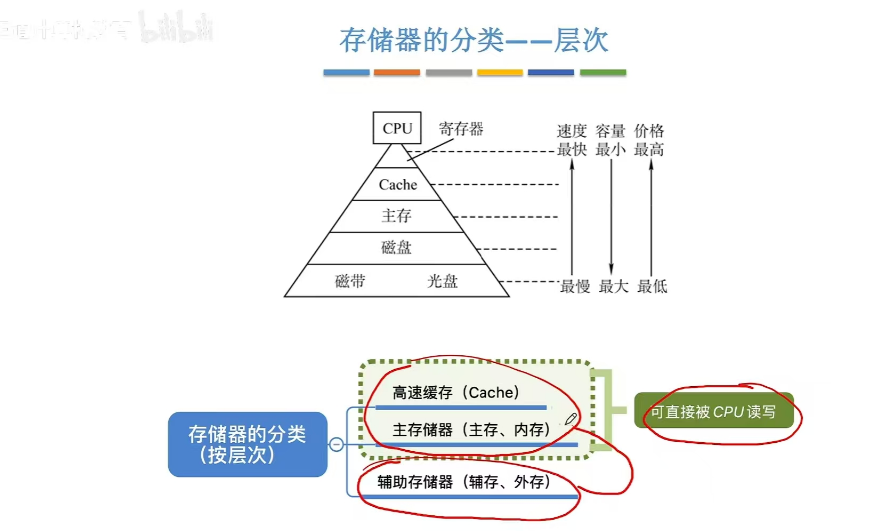 bilibili
存储器的分类——层次
CPU
寄存器
速度 容量 价格
最快 最小 最高
Cache
主存
磁盘
磁带 光盘
最慢 最大 最低
高速缓存（Cache）
主存储器（主存、内存）
可直接被 CPU 读写
存储器的分类
（按层次）
辅助存储器（辅存、外存）